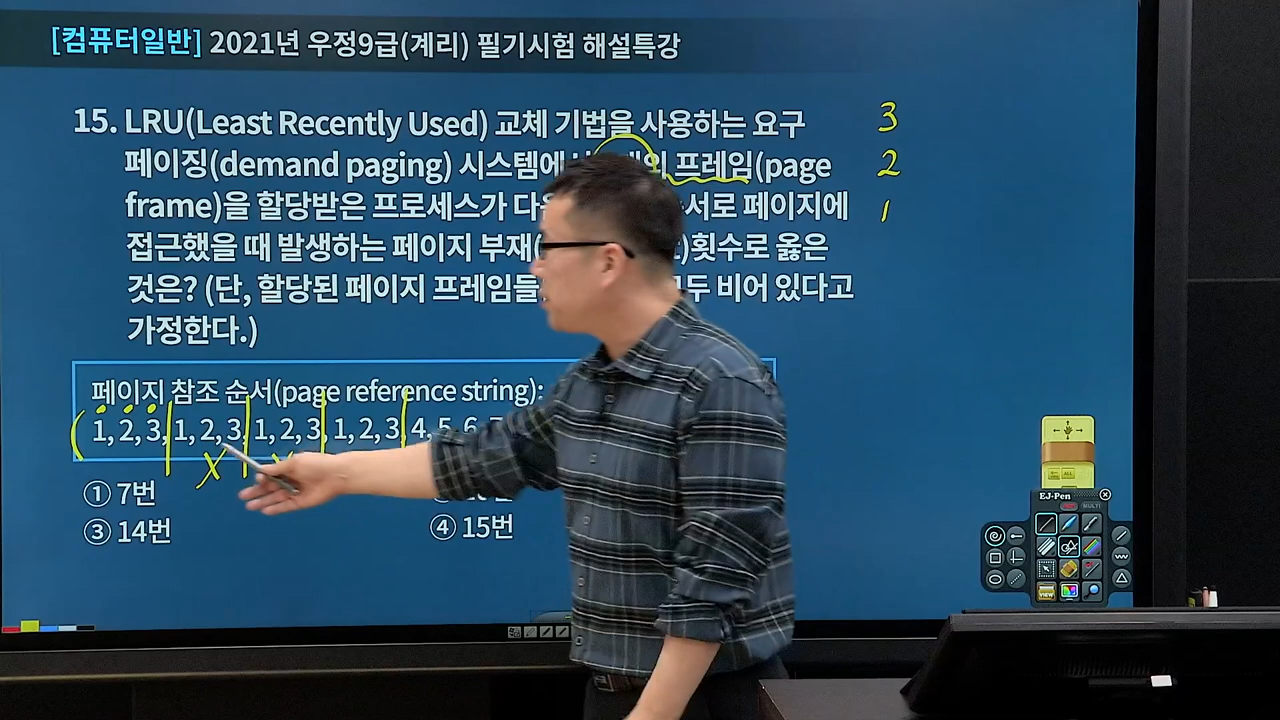 [컴퓨터일반] 2021년 우정9급(계리) 필기시험 해설특강
15. LRU(Least Recently Used) 교체 기법을 사용하는 요구
페이징(demand paging) 시스템에 프레임(page
frame)을 할당받은 프로세스가 서로 페이지에
접근했을 때 발생하는 페이지 부재( )횟수로 옳은
것은? (단, 할당된 페이지 프레임들 비어 있다고
가정한다.)
3
2
1
페이지 참조 순서(page reference string):
1, 2, 3, 1, 2, 3, 1, 2, 3, 1, 2, 3, 4, 5, 6,
x
① 7번
③ 14번
④ 15번
EJ-Pen
MULTI
ALL
VIEW